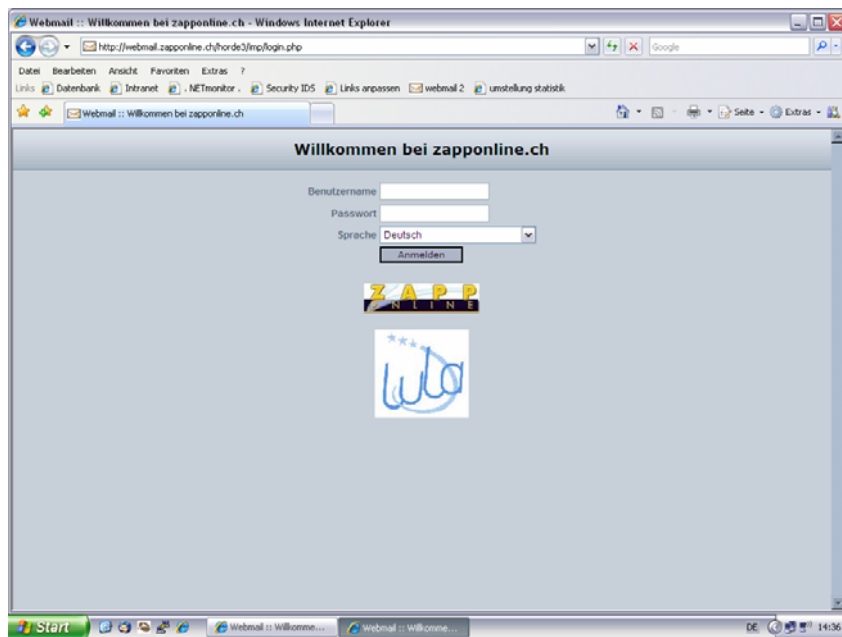 Webmail :: Willkommen bei zapponline.ch - Windows Internet Explorer
http://webmail.zapponline.ch/horde3/imp/login.php
Google
Datei Bearbeiten Ansicht Favoriten Extras ?
Links Datenbank Intranet . NETmonitor . Security IDS Links anpassen webmail 2 umstellung statistik
Webmail :: Willkommen bei zapponline.ch
Seite Extras
Willkommen bei zapponline.ch
Benutzername
Passwort
Sprache Deutsch
Anmelden
ZAPP
ONLINE
lula
Start Webmail :: Willkomme... Webmail :: Willkomme... DE 14:36